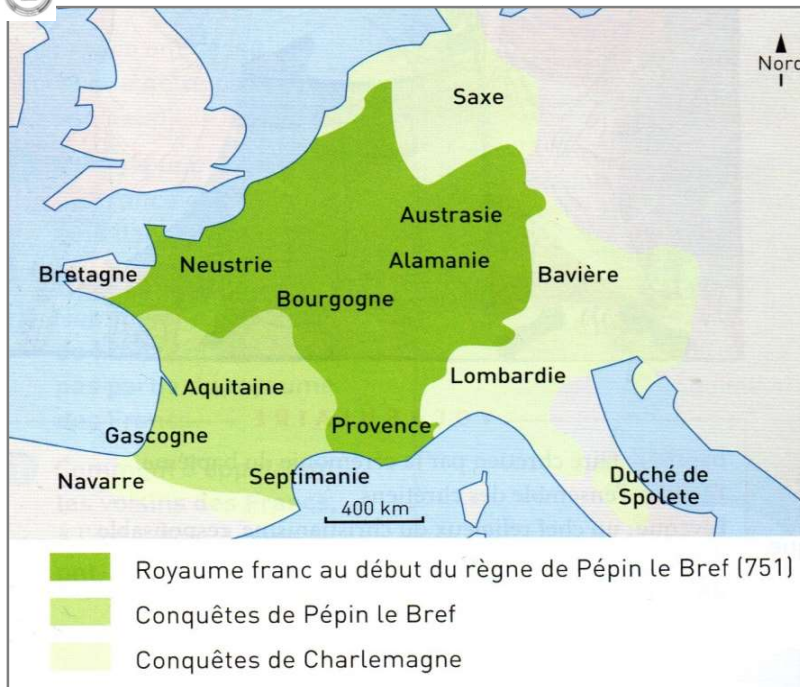 Nord
Saxe
Austrasie
Neustrie
Alamanie
Bretagne
Bavière
Bourgogne
Lombardie
Aquitaine
Provence
Gascogne
Septimanie
Navarre
Duché de
Spolete
400 km
Royaume franc au début du règne de Pépin le Bref (751)
Conquêtes de Pépin le Bref
Conquêtes de Charlemagne